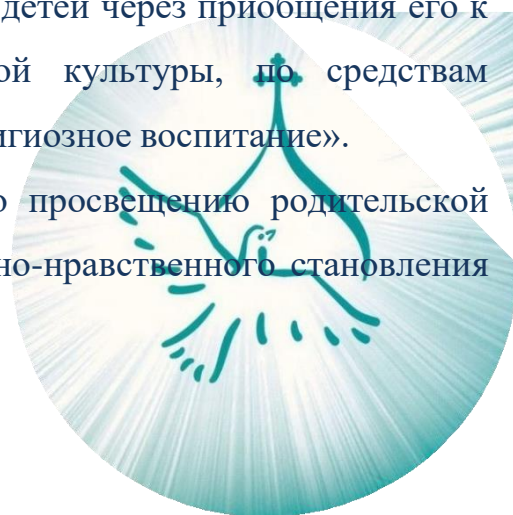 детей через приобщения его к
ой культуры, по средствам
игиозное воспитание».
о просвещению родительской
но-нравственного становления